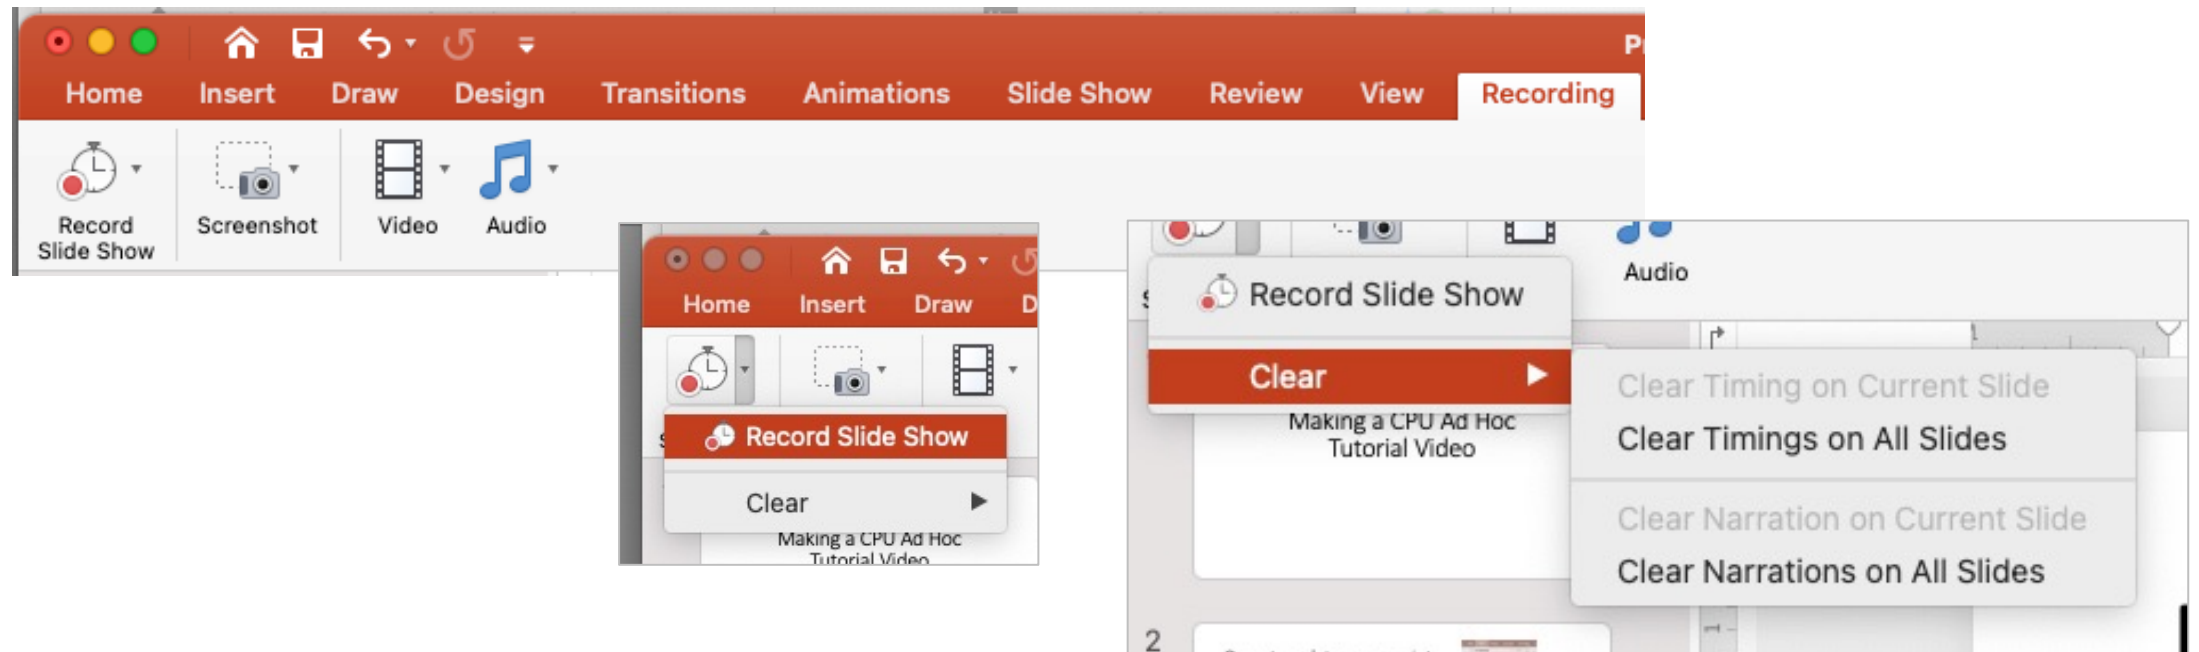 Home Insert Draw Design Transitions Animations Slide Show Review View Recording
Record
Slide Show
Screenshot
Video
Audio
Home Insert Draw
Record Slide Show
Clear
Making a CPU Ad Hoc
Tutorial Video
Audio
Record Slide Show
Clear
Clear Timing on Current Slide
Clear Timings on All Slides
Clear Narration on Current Slide
Clear Narrations on All Slides
Making a CPU Ad Hoc
Tutorial Video
2